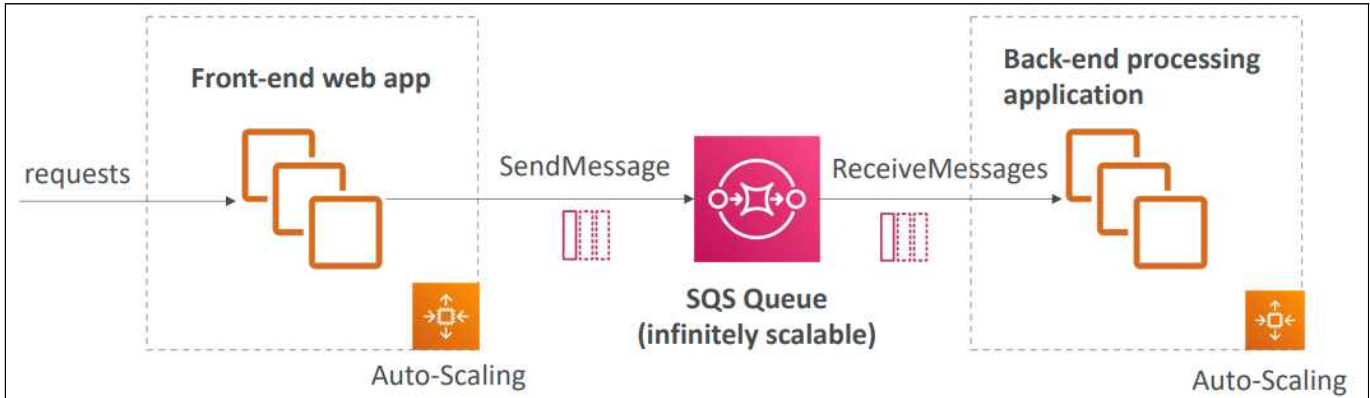 Front-end web app
Back-end processing
application
requests
SendMessage
ReceiveMessages
SQS Queue
(infinitely scalable)
Auto-Scaling
Auto-Scaling